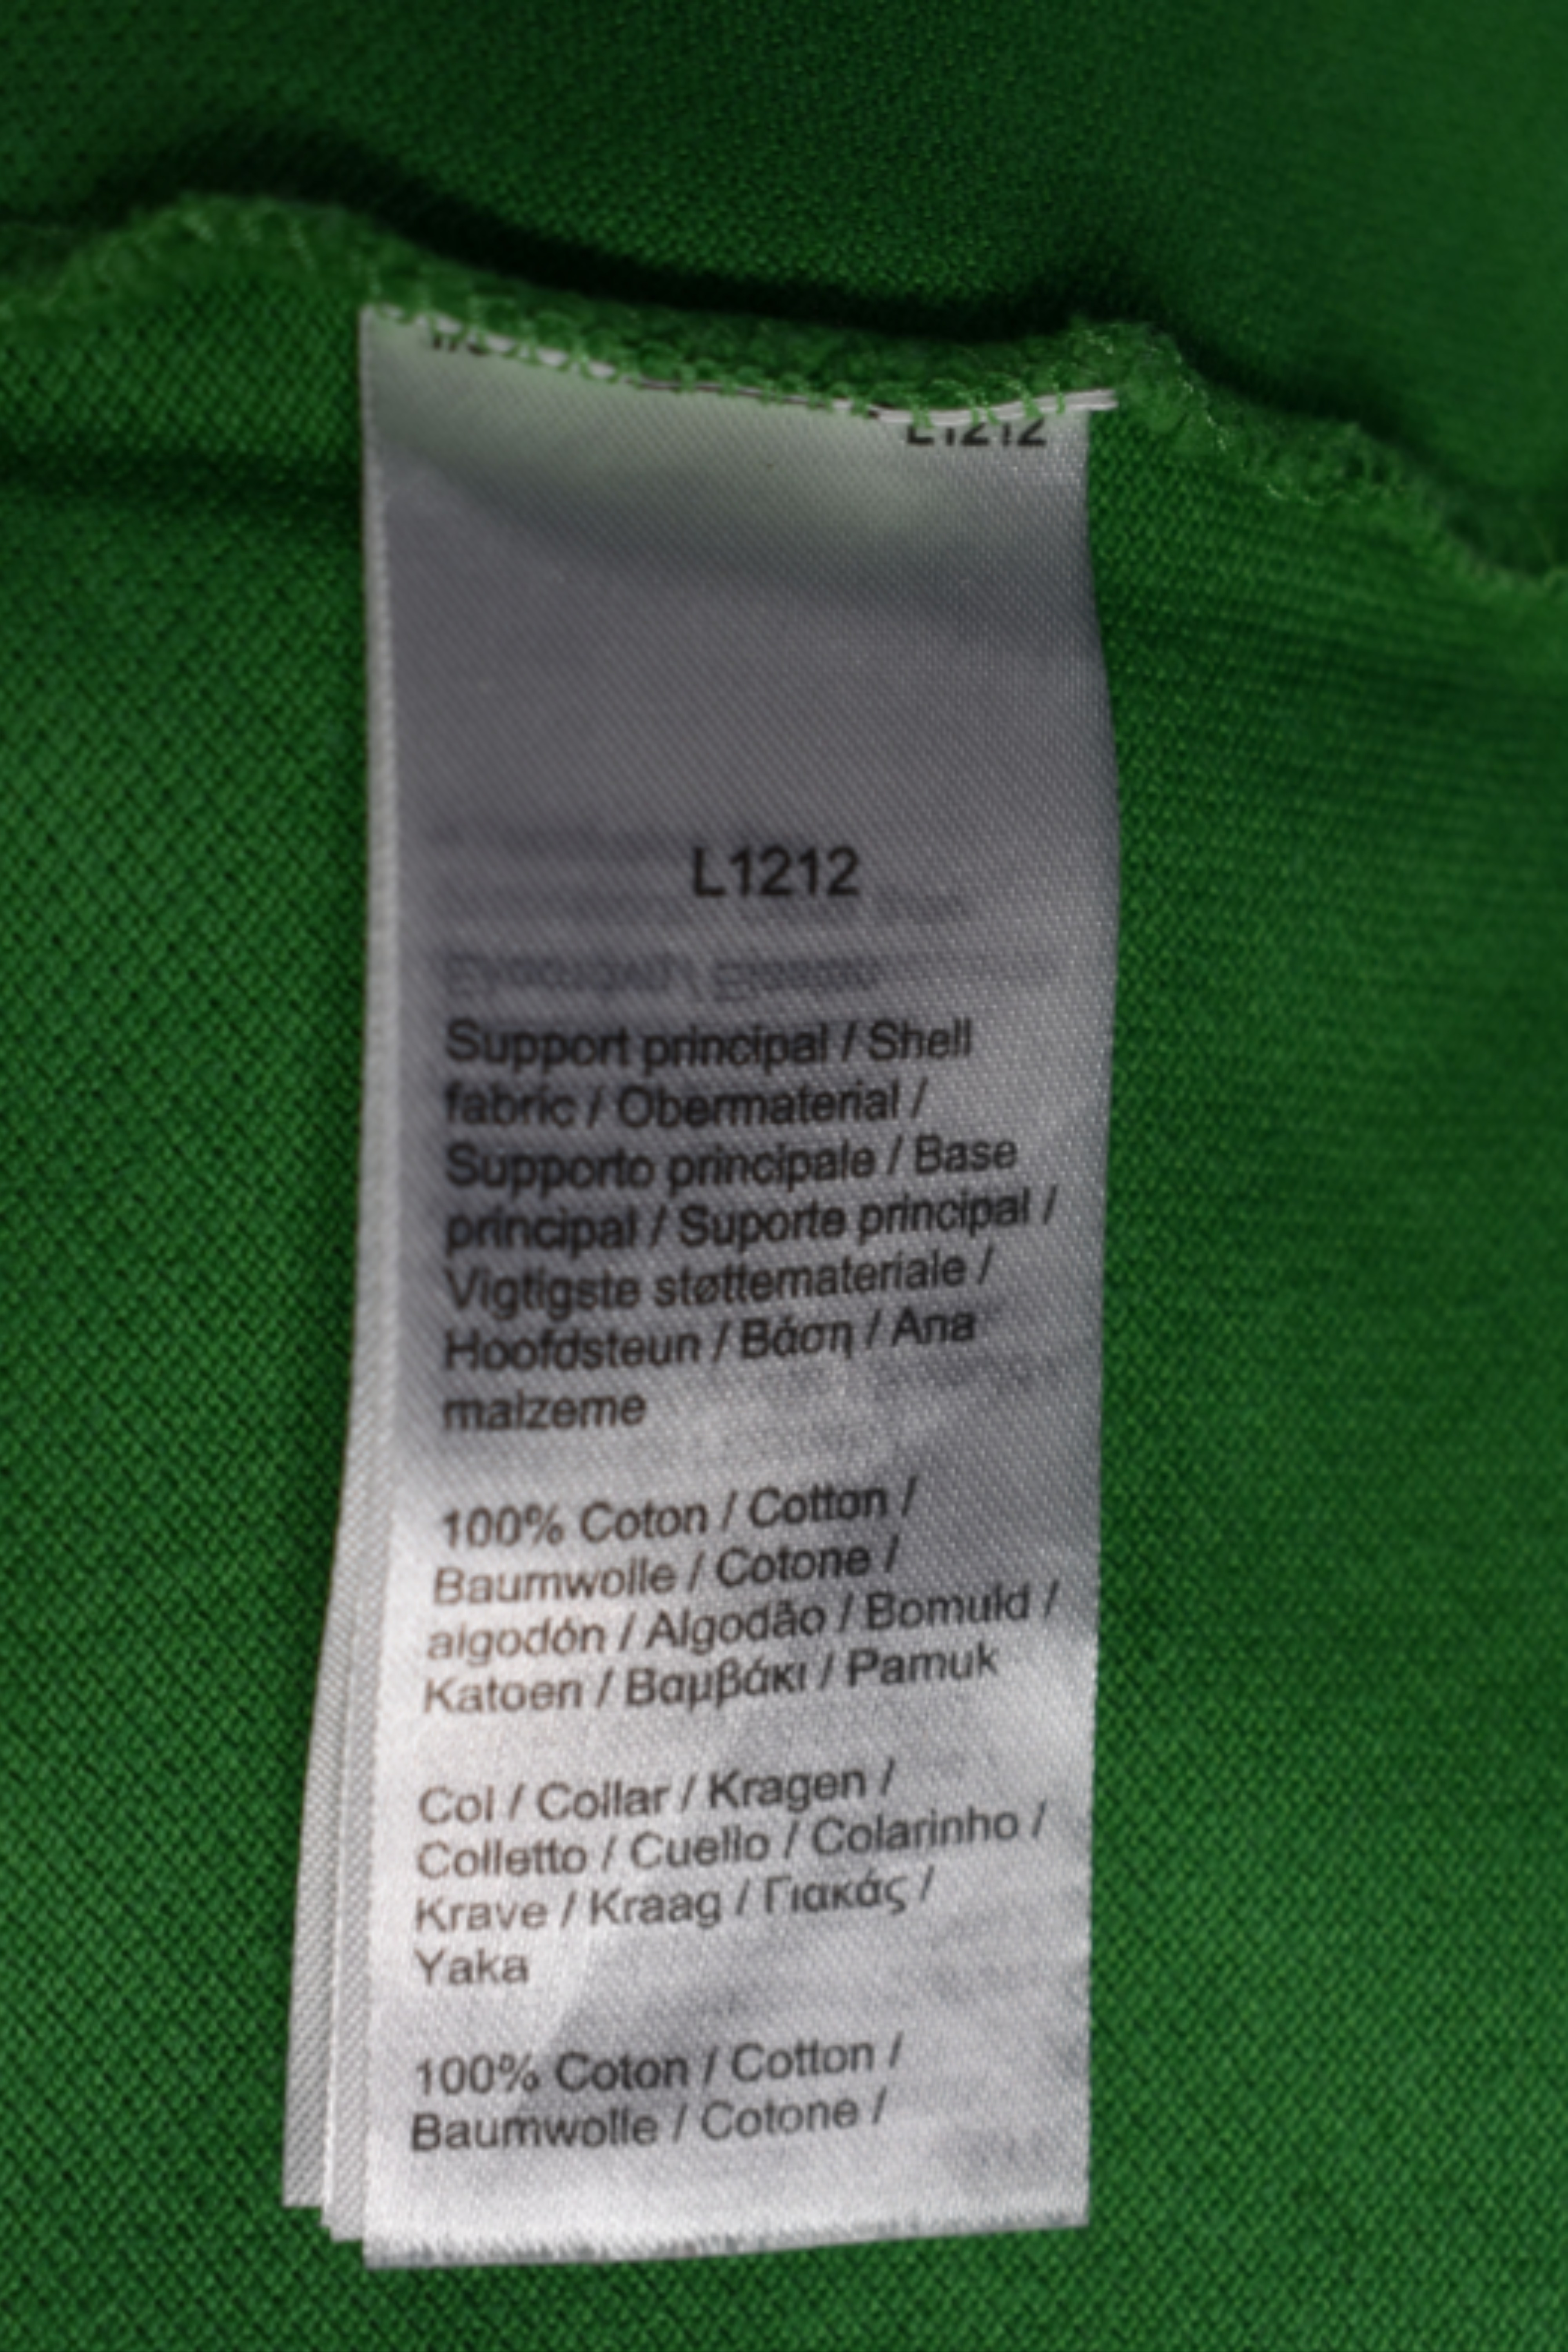 L1212
L1212
Support principal / Shell
fabric / Obermaterial /
Supporto principale / Base
principal / Suporte principal /
Vigtigste støttemateriale /
Hoofdsteun / Βάση / Ana
malzeme
100% Coton / Cotton /
Baumwolle / Cotone /
algodón / Algodão / Bomuld /
Katoen / Βαμβάκι / Pamuk
Col / Collar / Kragen /
Colletto / Cuello / Colarinho /
Krave / Kraag / Γιακάς /
Yaka
100% Coton / Cotton /
Baumwolle / Cotone /